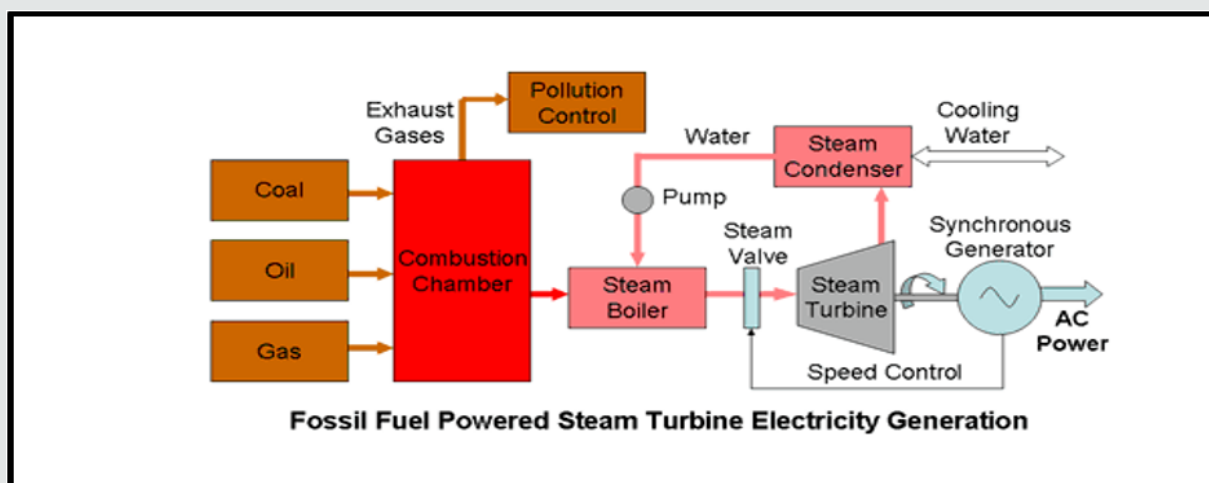 Pollution
Control
Exhaust
Gases
Coal
Oil
Gas
Combustion
Chamber
Water
Pump
Steam
Boiler
Steam
Valve
Steam
Condenser
Cooling
Water
Steam
Turbine
Synchronous
Generator
AC
Power
Speed Control
Fossil Fuel Powered Steam Turbine Electricity Generation